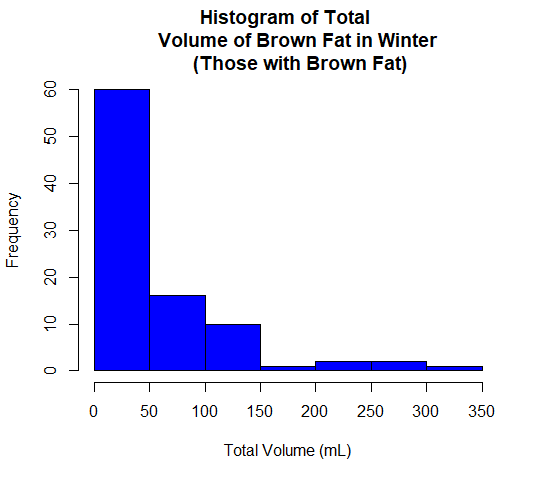 Histogram of Total
Volume of Brown Fat in Winter
(Those with Brown Fat)
Frequency
60
50
40
30
20
10
0
0 50 100 150 200 250 300 350
Total Volume (mL)